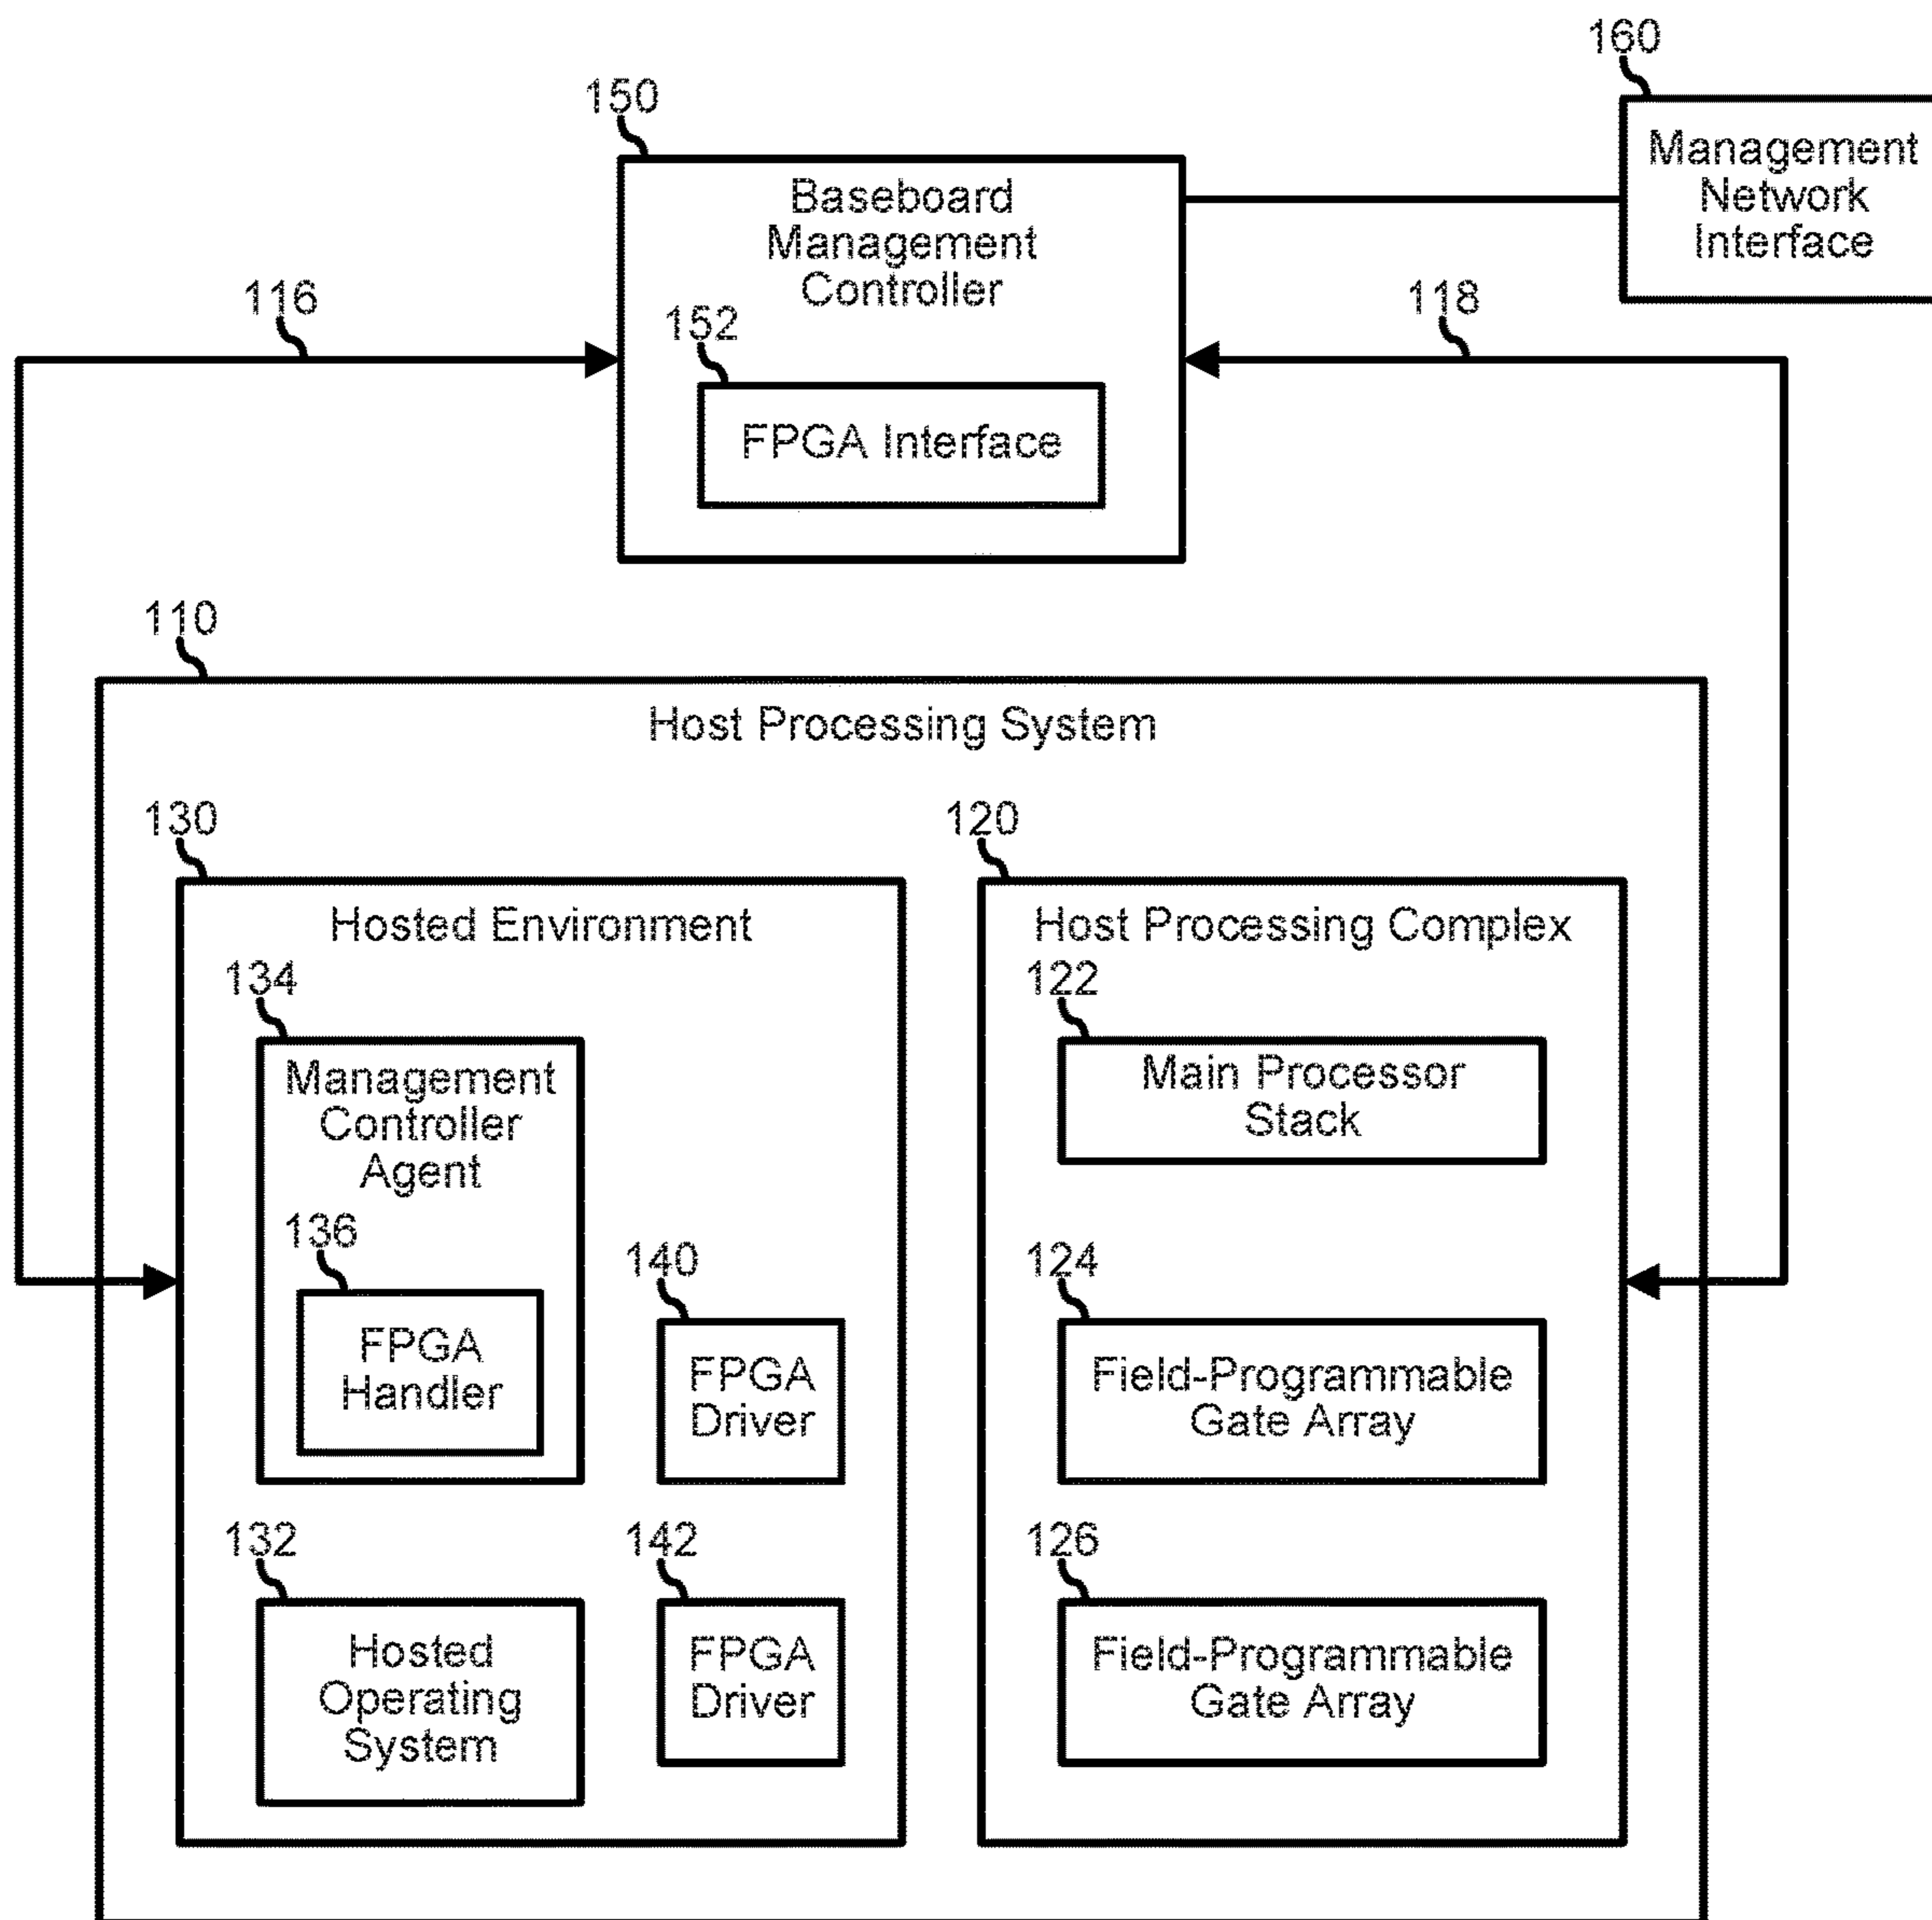 160
Management
Network
Interface
150
Baseboard
Management
Controller
152
FPGA Interface
116
118
110
Host Processing System
130
Hosted Environment
134
Management
Controller
Agent
136
FPGA
Handler
140
FPGA
Driver
132
Hosted
Operating
System
142
FPGA
Driver
120
Host Processing Complex
122
Main Processor
Stack
124
Field-Programmable
Gate Array
126
Field-Programmable
Gate Array